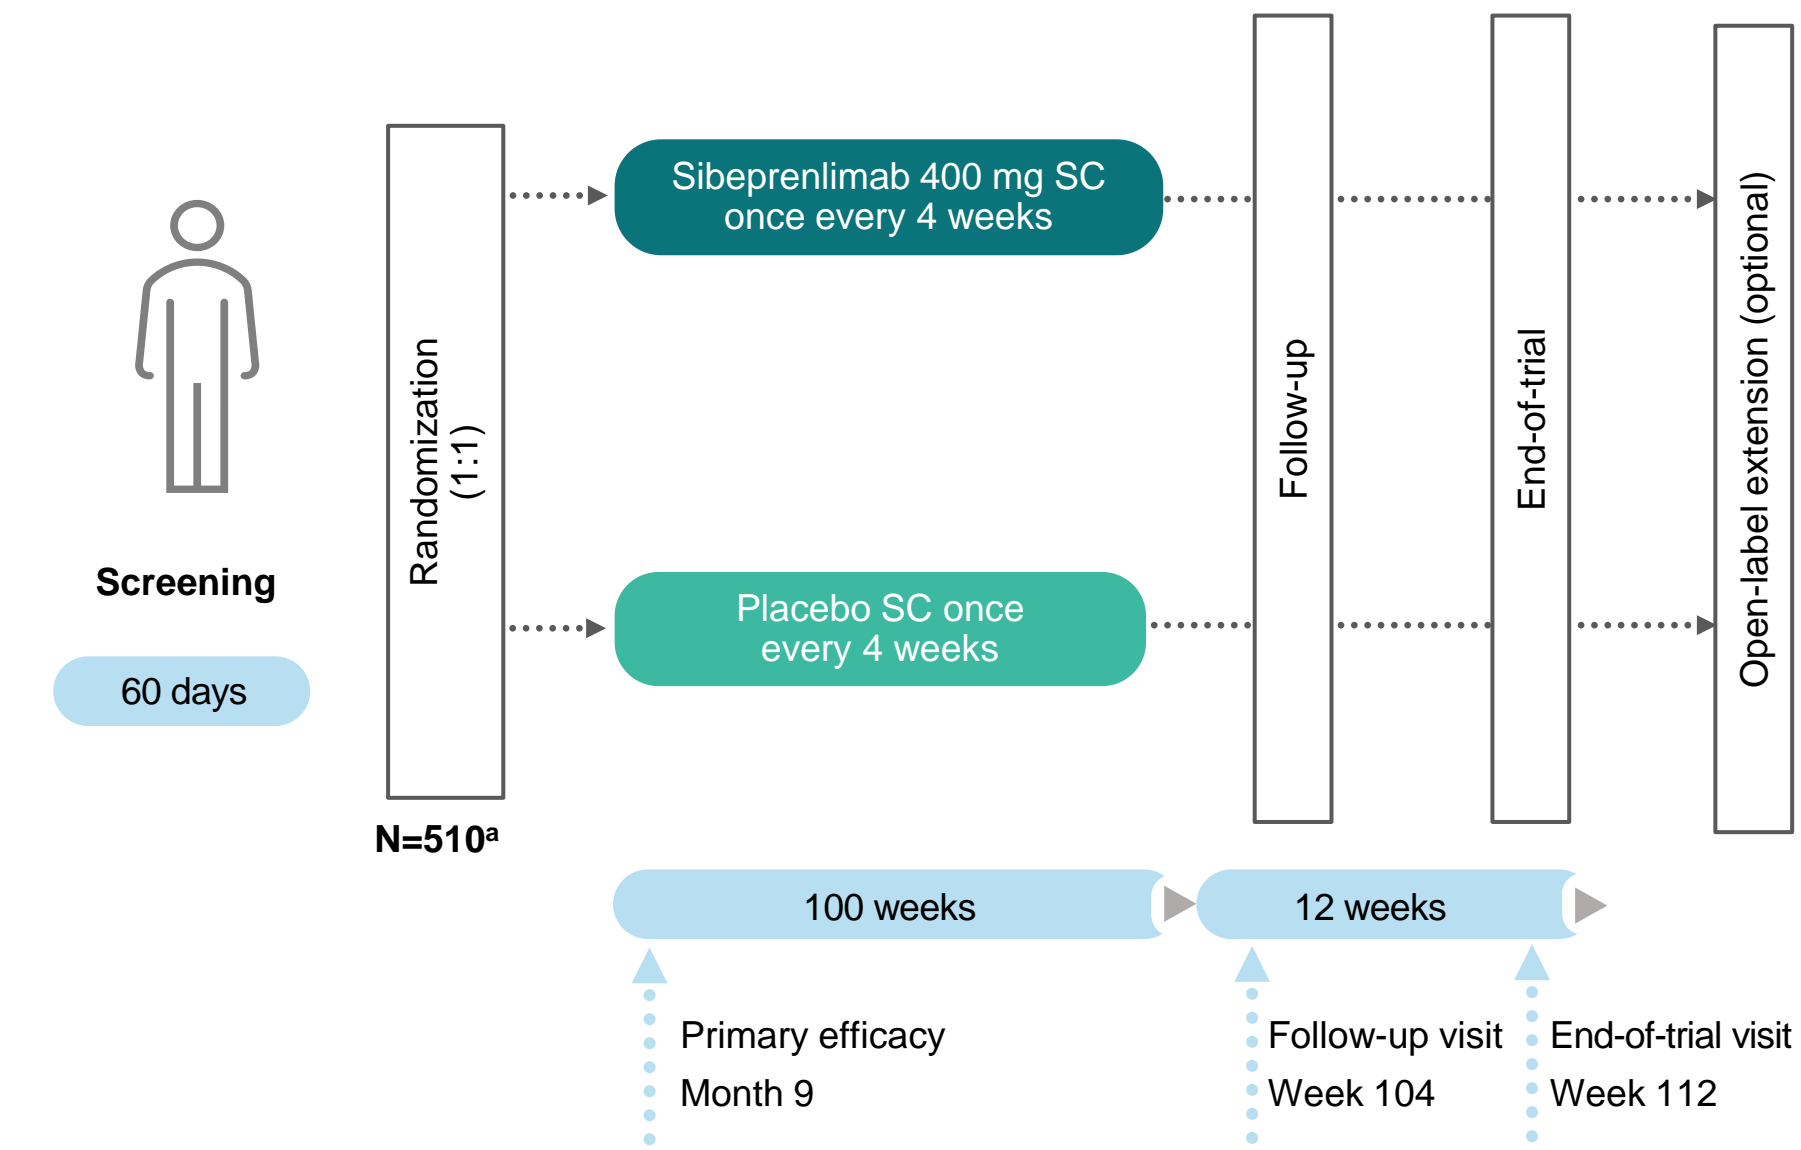 Screening
60 days
Randomization
(1:1)
N=510ᵃ
Sibeprenlimab 400 mg SC
once every 4 weeks
Placebo SC once
every 4 weeks
Follow-up
End-of-trial
Open-label extension (optional)
100 weeks
12 weeks
Primary efficacy
Month 9
Follow-up visit
Week 104
End-of-trial visit
Week 112